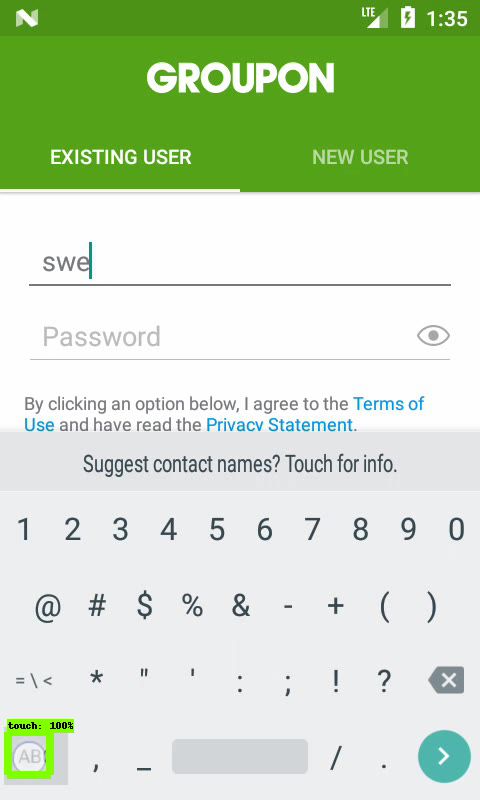 LTE 1:35
GROUPON
EXISTING USER NEW USER
swe
Password
By clicking an option below, I agree to the Terms of
Use and have read the Privacy Statement.
Suggest contact names? Touch for info.
1 2 3 4 5 6 7 8 9 0
@ # $ % & - + ( )
= \ < * " ' : ; ! ?
touch: 100%
AB , _ / .